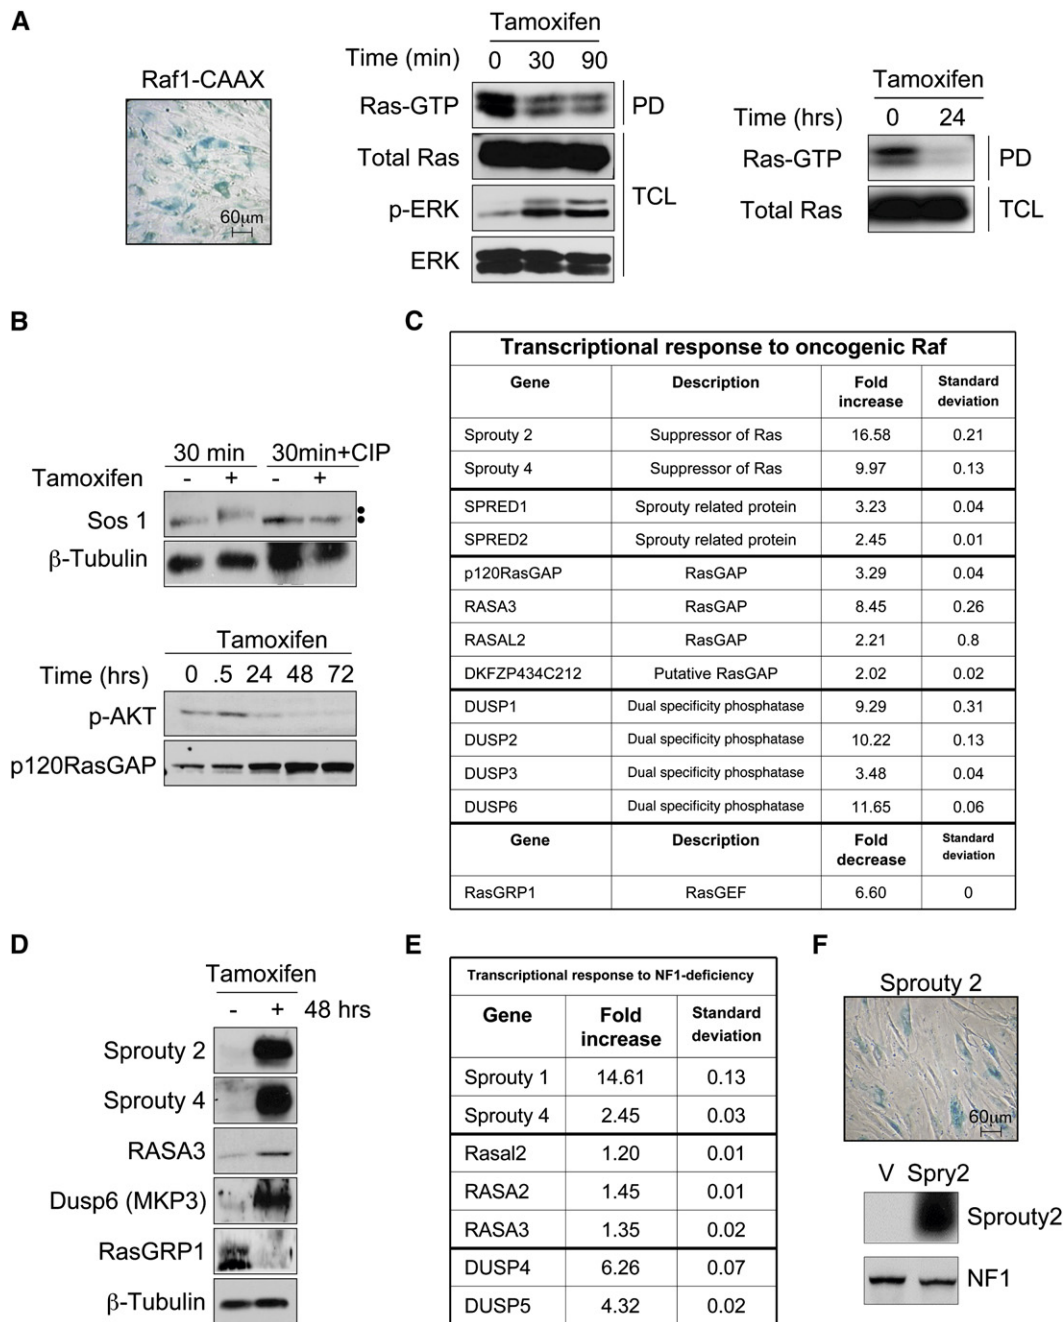 A
Raf1-CAAX
60µm
Tamoxifen
Time (min) 0 30 90
Ras-GTP PD
Total Ras
p-ERK TCL
ERK
Tamoxifen
Time (hrs) 0 24
Ras-GTP PD
Total Ras TCL
B
30 min 30min+CIP
Tamoxifen - + - +
Sos 1
β-Tubulin
Tamoxifen
Time (hrs) 0 .5 24 48 72
p-AKT
p120RasGAP
C
Transcriptional response to oncogenic Raf
Gene Description Fold increase Standard deviation
Sprouty 2 Suppressor of Ras 16.58 0.21
Sprouty 4 Suppressor of Ras 9.97 0.13
SPRED1 Sprouty related protein 3.23 0.04
SPRED2 Sprouty related protein 2.45 0.01
p120RasGAP RasGAP 3.29 0.04
RASA3 RasGAP 8.45 0.26
RASAL2 RasGAP 2.21 0.8
DKFZP434C212 Putative RasGAP 2.02 0.02
DUSP1 Dual specificity phosphatase 9.29 0.31
DUSP2 Dual specificity phosphatase 10.22 0.13
DUSP3 Dual specificity phosphatase 3.48 0.04
DUSP6 Dual specificity phosphatase 11.65 0.06
Gene Description Fold decrease Standard deviation
RasGRP1 RasGEF 6.60 0
D
Tamoxifen
- + 48 hrs
Sprouty 2
Sprouty 4
RASA3
Dusp6 (MKP3)
RasGRP1
β-Tubulin
E
Transcriptional response to NF1-deficiency
Gene Fold increase Standard deviation
Sprouty 1 14.61 0.13
Sprouty 4 2.45 0.03
Rasal2 1.20 0.01
RASA2 1.45 0.01
RASA3 1.35 0.02
DUSP4 6.26 0.07
DUSP5 4.32 0.02
F
Sprouty 2
60µm
V Spry2
Sprouty2
NF1